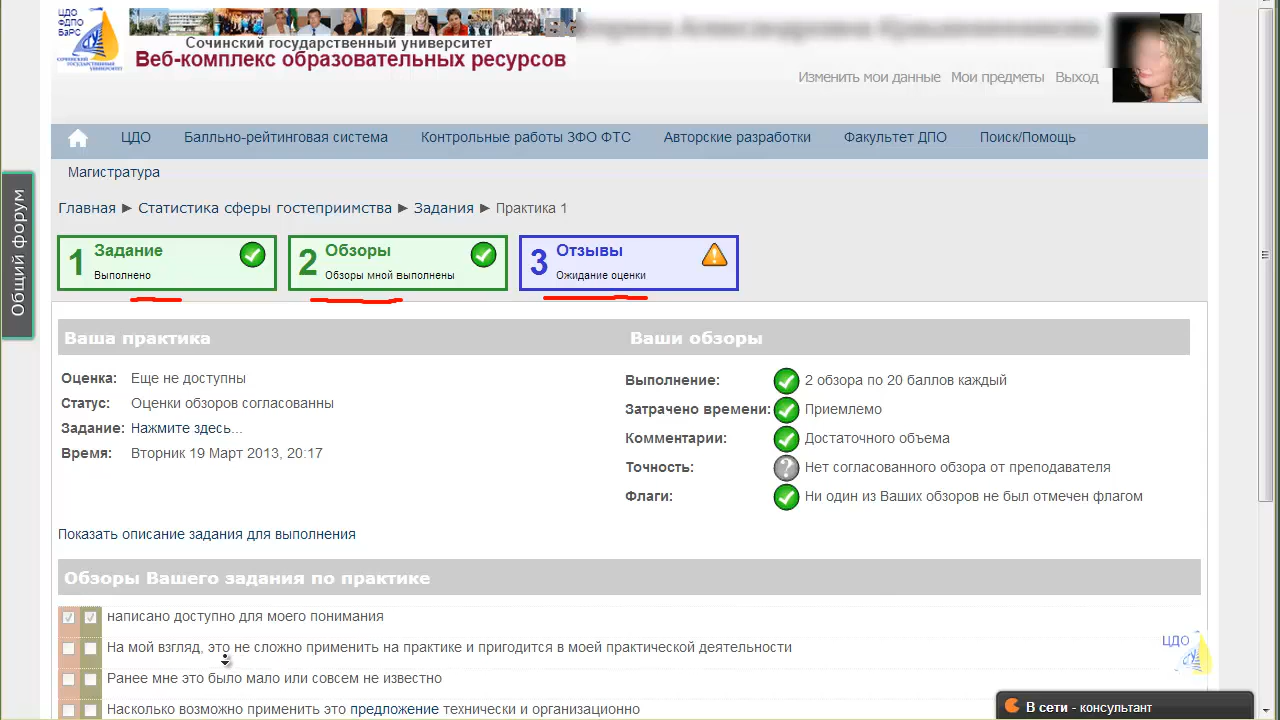 ЦДО
ФДПО
БаРС
СОЧИНСКИЙ
ГОСУДАРСТВЕННЫЙ
УНИВЕРСИТЕТ
Сочинский государственный университет
Веб-комплекс образовательных ресурсов
Изменить мои данные Мои предметы Выход
ЦДО Балльно-рейтинговая система Контрольные работы ЗФО ФТС Авторские разработки Факультет ДПО Поиск/Помощь
Магистратура
Общий форум
Главная ► Статистика сферы гостеприимства ► Задания ► Практика 1
1 Задание
Выполнено
2 Обзоры
Обзоры мной выполнены
3 Отзывы
Ожидание оценки
Ваша практика
Оценка: Еще не доступны
Статус: Оценки обзоров согласованны
Задание: Нажмите здесь...
Время: Вторник 19 Март 2013, 20:17
Ваши обзоры
Выполнение: 2 обзора по 20 баллов каждый
Затрачено времени: Приемлемо
Комментарии: Достаточного объема
Точность: ? Нет согласованного обзора от преподавателя
Флаги: Ни один из Ваших обзоров не был отмечен флагом
Показать описание задания для выполнения
Обзоры Вашего задания по практике
написано доступно для моего понимания
На мой взгляд, это не сложно применить на практике и пригодится в моей практической деятельности
Ранее мне это было мало или совсем не известно
Насколько возможно применить это предложение технически и организационно
ЦДО
В сети - консультант